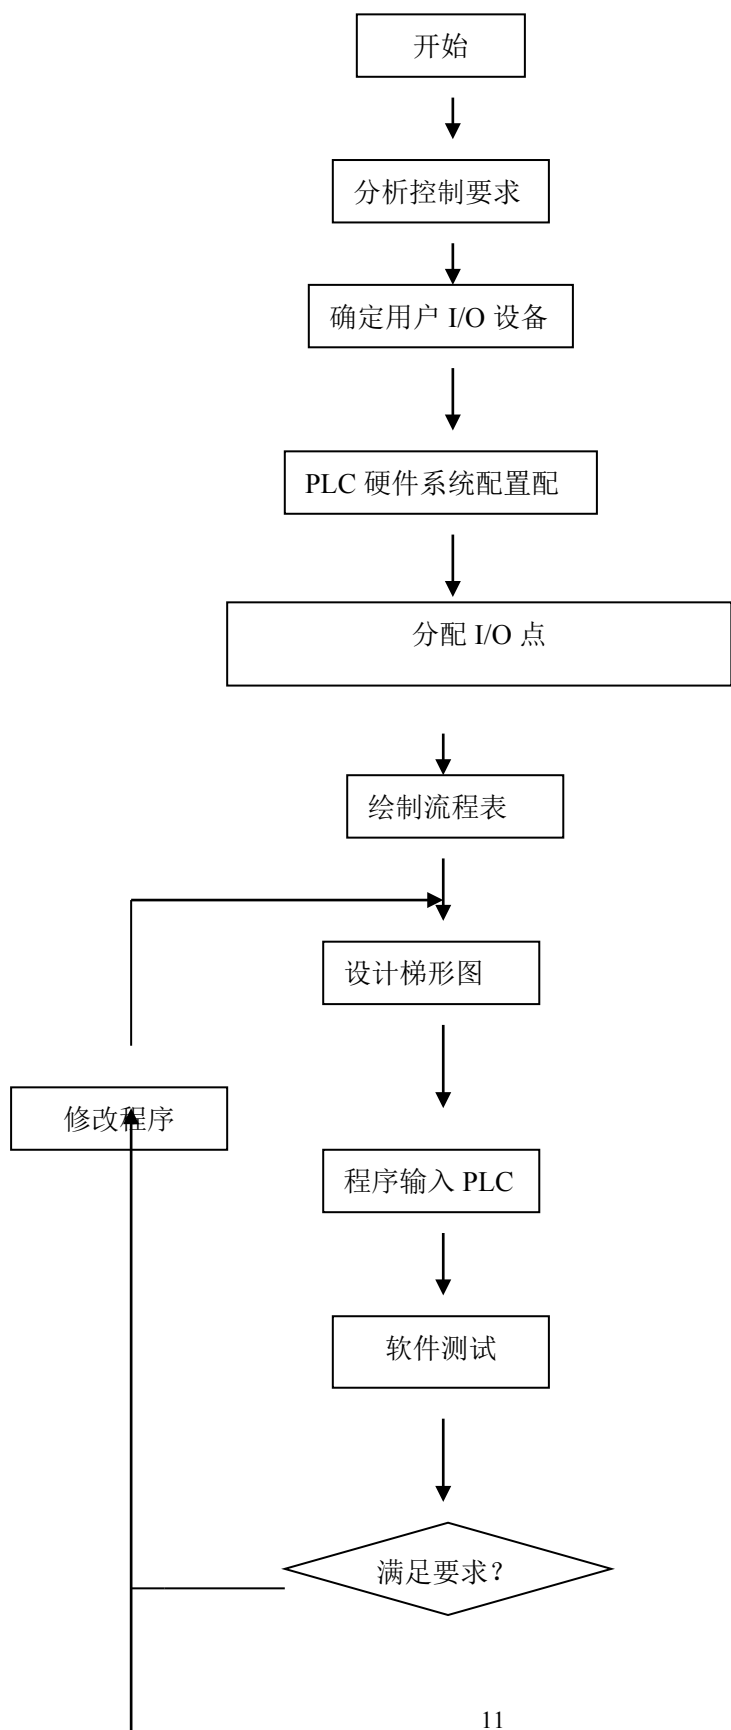 开始
分析控制要求
确定用户 I/O 设备
PLC 硬件系统配置配
分配 I/O 点
绘制流程表
设计梯形图
修改程序
程序输入 PLC
软件测试
满足要求？
11